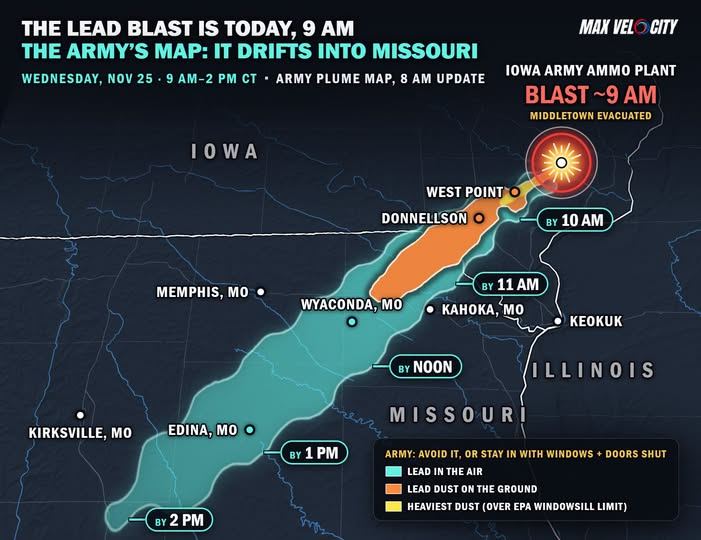 THE LEAD BLAST IS TODAY, 9 AM
THE ARMY'S MAP: IT DRIFTS INTO MISSOURI
WEDNESDAY, NOV 25 · 9 AM–2 PM CT • ARMY PLUME MAP, 8 AM UPDATE
MAX VELOCITY
IOWA ARMY AMMO PLANT
BLAST ~9 AM
MIDDLETOWN EVACUATED
IOWA
WEST POINT
DONNELLSON
BY 10 AM
BY 11 AM
MEMPHIS, MO
WYACONDA, MO
KAHOKA, MO
KEOKUK
BY NOON
ILLINOIS
MISSOURI
KIRKSVILLE, MO
EDINA, MO
BY 1 PM
BY 2 PM
ARMY: AVOID IT, OR STAY IN WITH WINDOWS + DOORS SHUT
LEAD IN THE AIR
LEAD DUST ON THE GROUND
HEAVIEST DUST (OVER EPA WINDOWSILL LIMIT)